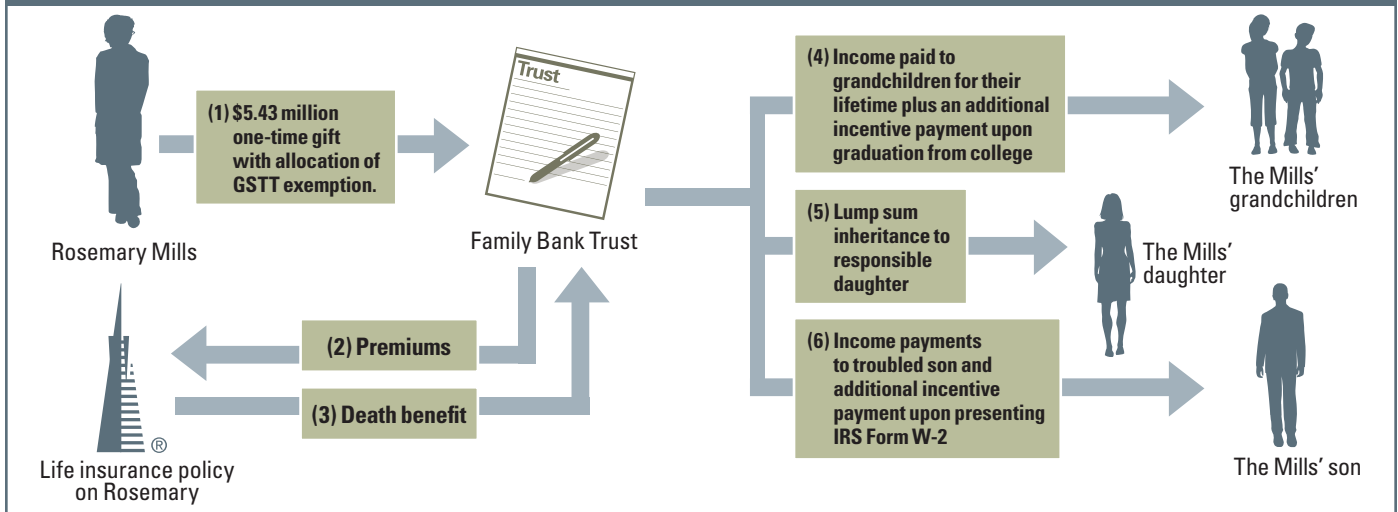 Rosemary Mills
(1) $5.43 million
one-time gift
with allocation of
GSTT exemption.
Trust
Family Bank Trust
(2) Premiums
(3) Death benefit
®
Life insurance policy
on Rosemary
(4) Income paid to
grandchildren for their
lifetime plus an additional
incentive payment upon
graduation from college
The Mills'
grandchildren
(5) Lump sum
inheritance to
responsible
daughter
The Mills'
daughter
(6) Income payments
to troubled son and
additional incentive
payment upon presenting
IRS Form W-2
The Mills' son